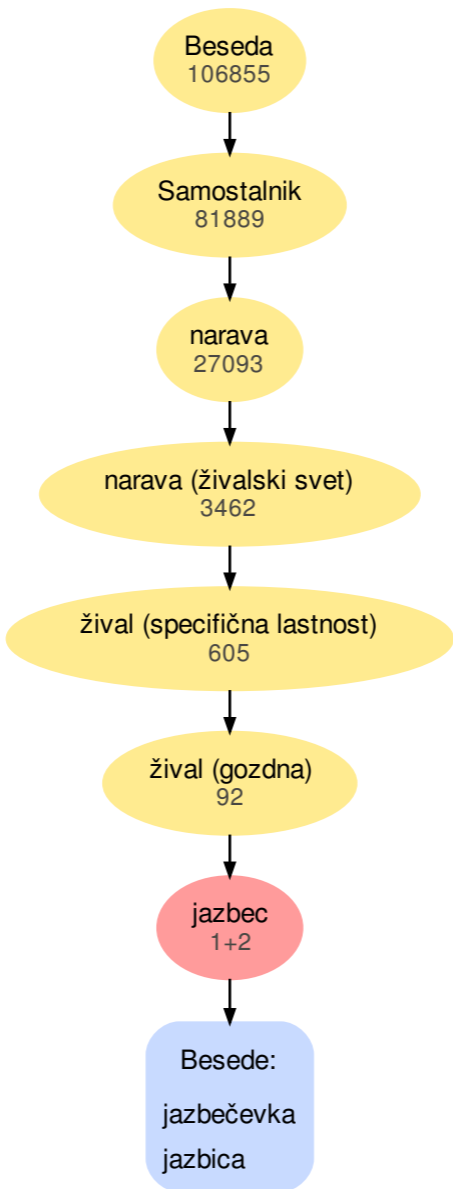 Beseda
106855
Samostalnik
81889
narava
27093
narava (živalski svet)
3462
žival (specifična lastnost)
605
žival (gozdna)
92
jazbec
1+2
Besede:
jazbečevka
jazbica